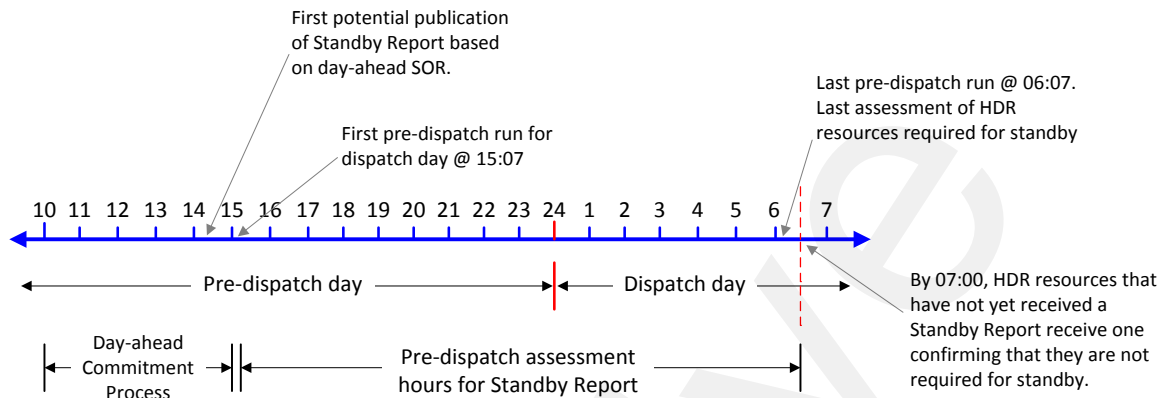 First potential publication
of Standby Report based
on day-ahead SOR.
Last pre-dispatch run @ 06:07.
Last assessment of HDR
resources required for standby
First pre-dispatch run for
dispatch day @ 15:07
10 11 12 13 14 15 16 17 18 19 20 21 22 23 24 1 2 3 4 5 6 7
Pre-dispatch day
Dispatch day
By 07:00, HDR resources that
have not yet received a
Standby Report receive one
confirming that they are not
required for standby.
Day-ahead
Commitment
Process
Pre-dispatch assessment
hours for Standby Report